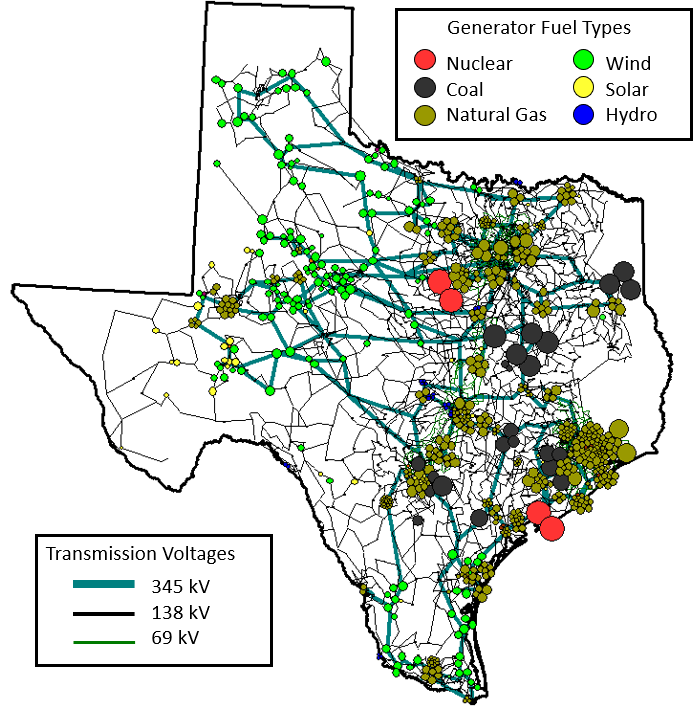 Generator Fuel Types
Nuclear Wind
Coal Solar
Natural Gas Hydro
Transmission Voltages
345 kV
138 kV
69 kV